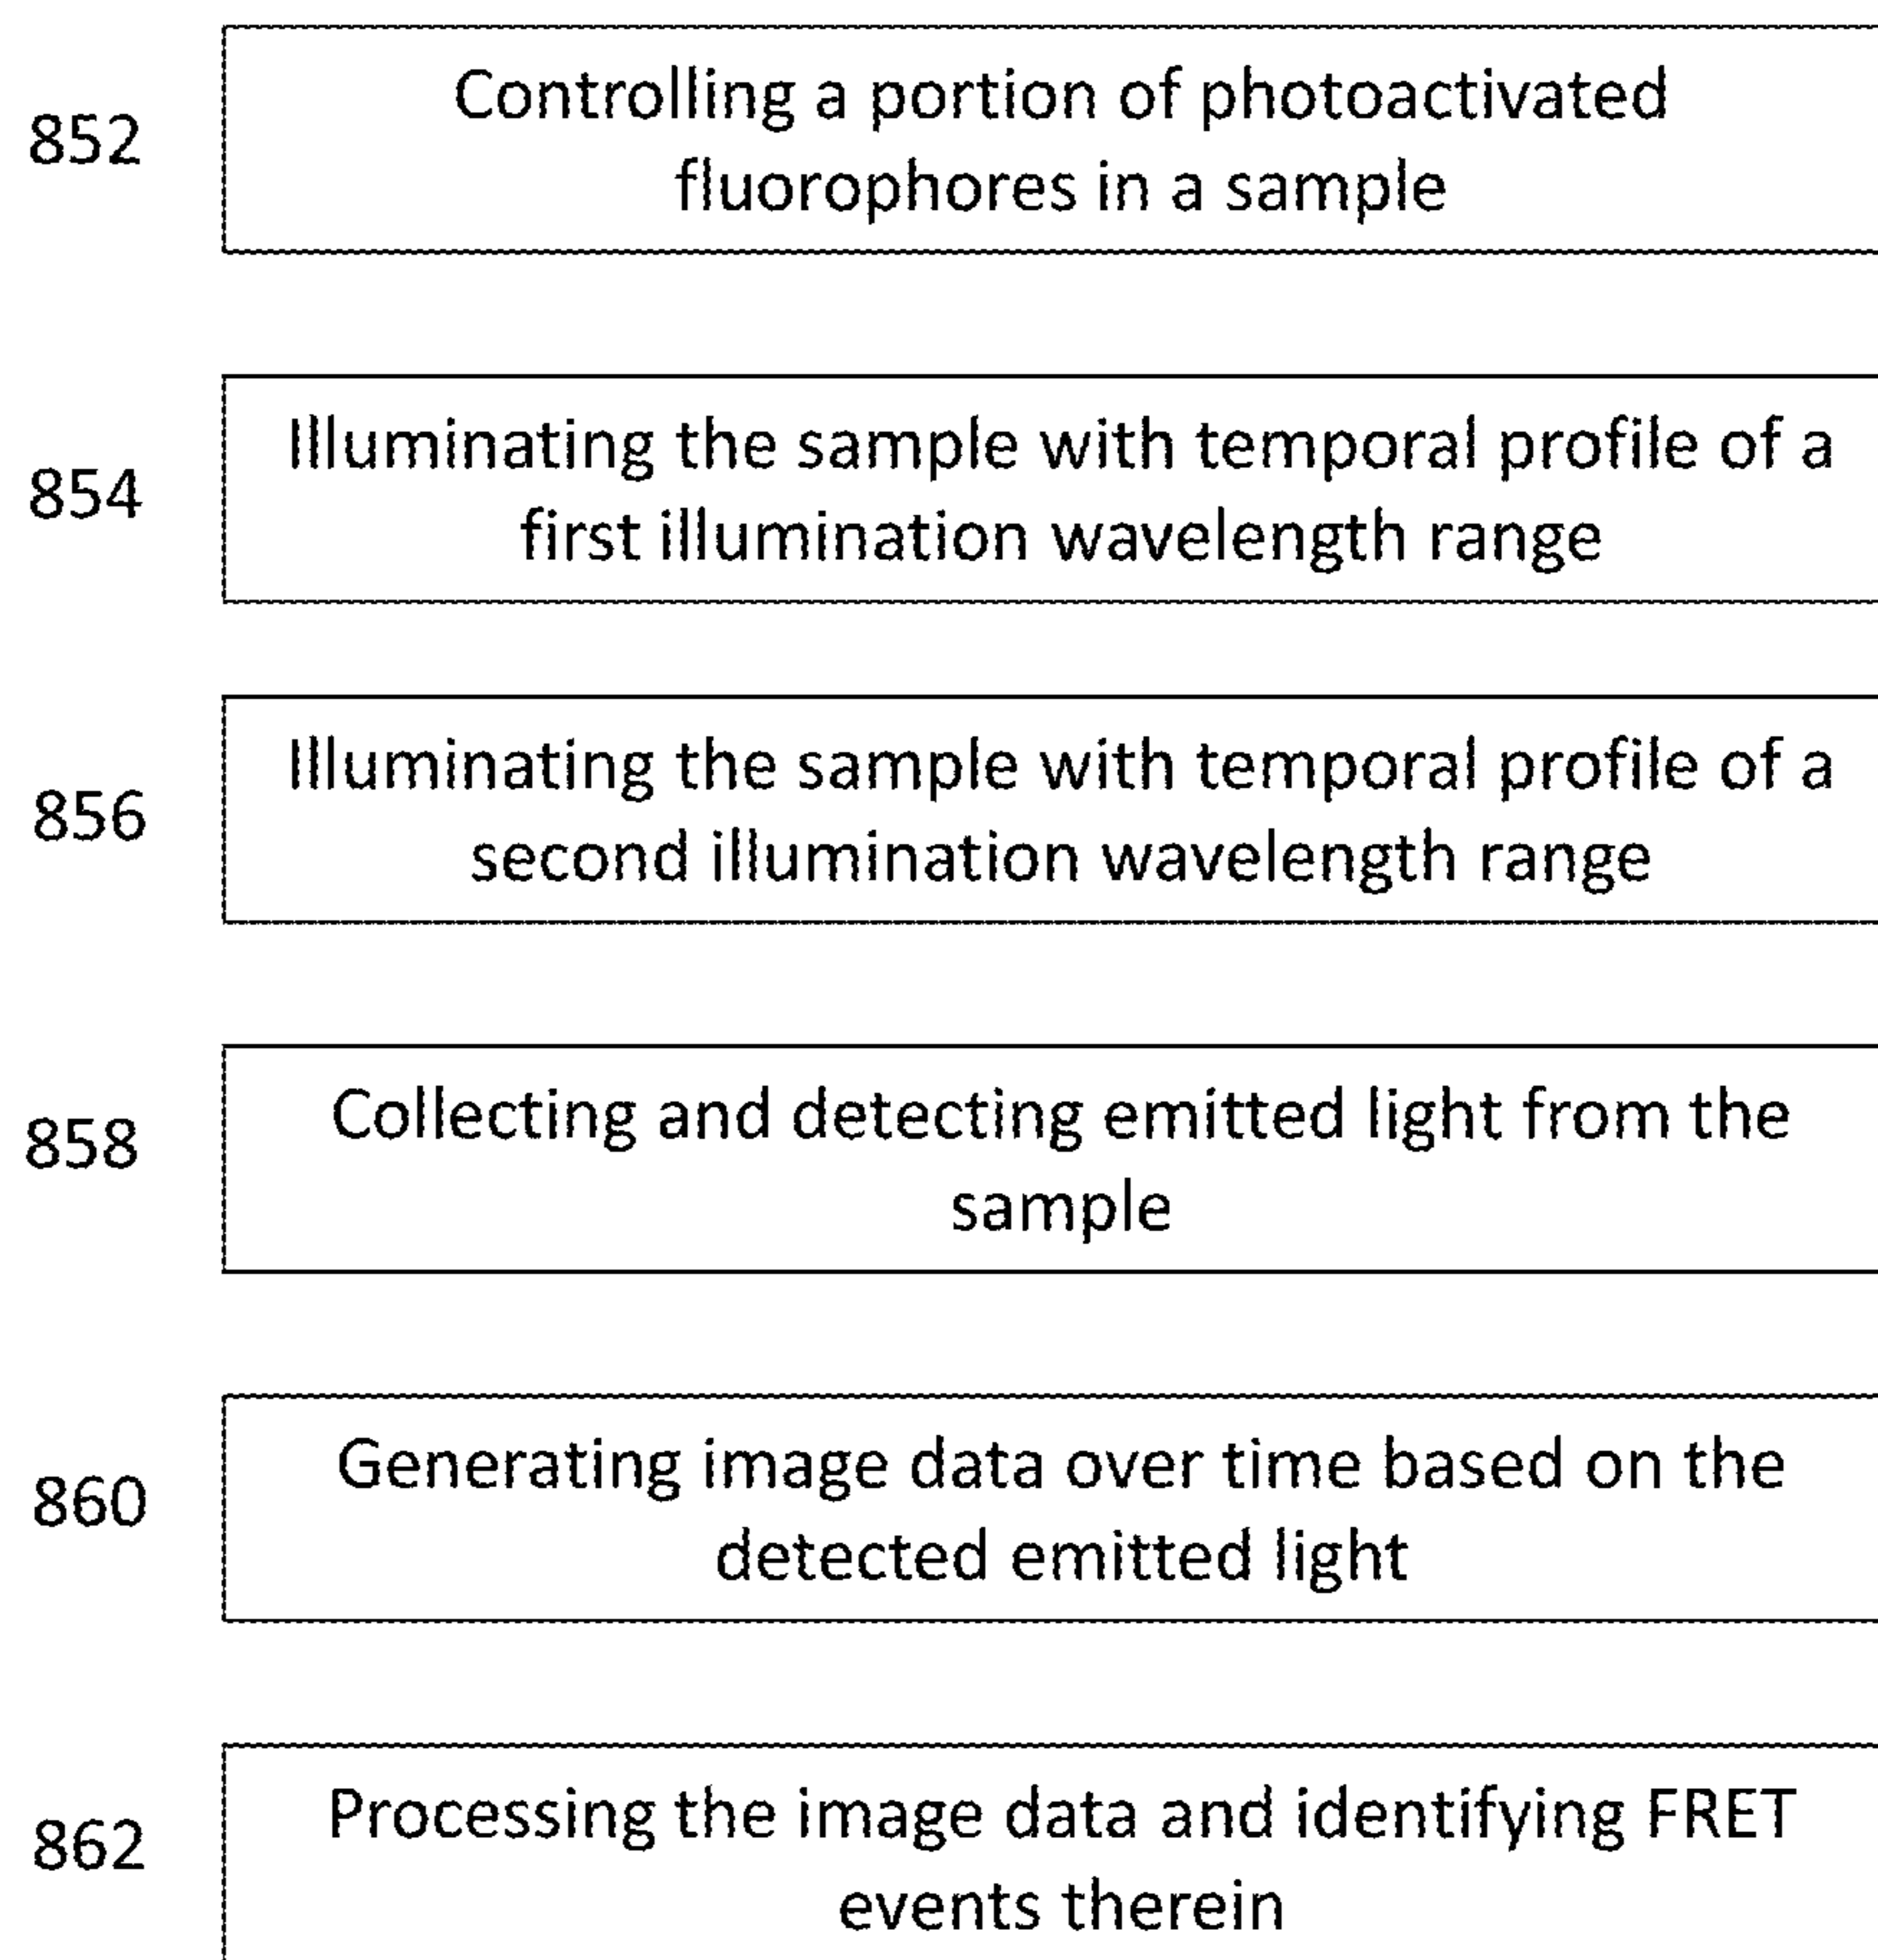 852
Controlling a portion of photoactivated
fluorophores in a sample
854
Illuminating the sample with temporal profile of a
first illumination wavelength range
856
Illuminating the sample with temporal profile of a
second illumination wavelength range
858
Collecting and detecting emitted light from the
sample
860
Generating image data over time based on the
detected emitted light
862
Processing the image data and identifying FRET
events therein